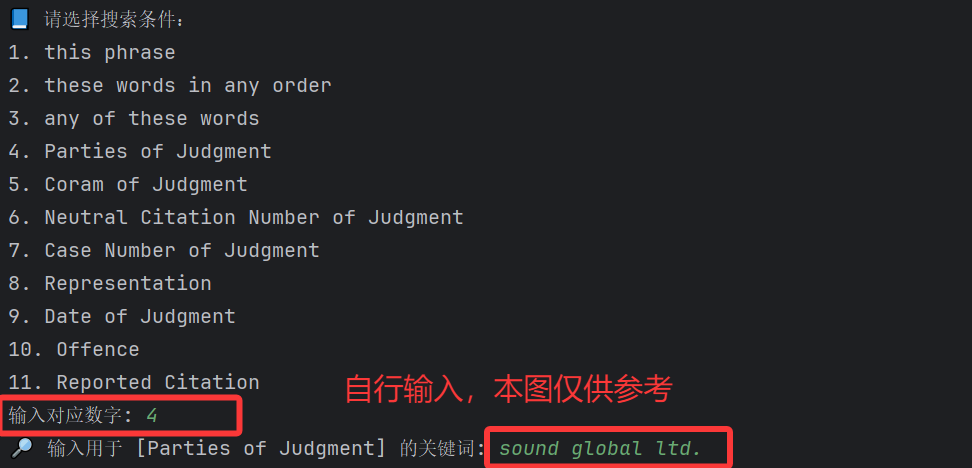 📘 请选择搜索条件：
1. this phrase
2. these words in any order
3. any of these words
4. Parties of Judgment
5. Coram of Judgment
6. Neutral Citation Number of Judgment
7. Case Number of Judgment
8. Representation
9. Date of Judgment
10. Offence
11. Reported Citation
自行输入，本图仅供参考
输入对应数字: 4
🔎 输入用于 [Parties of Judgment] 的关键词: sound global ltd.